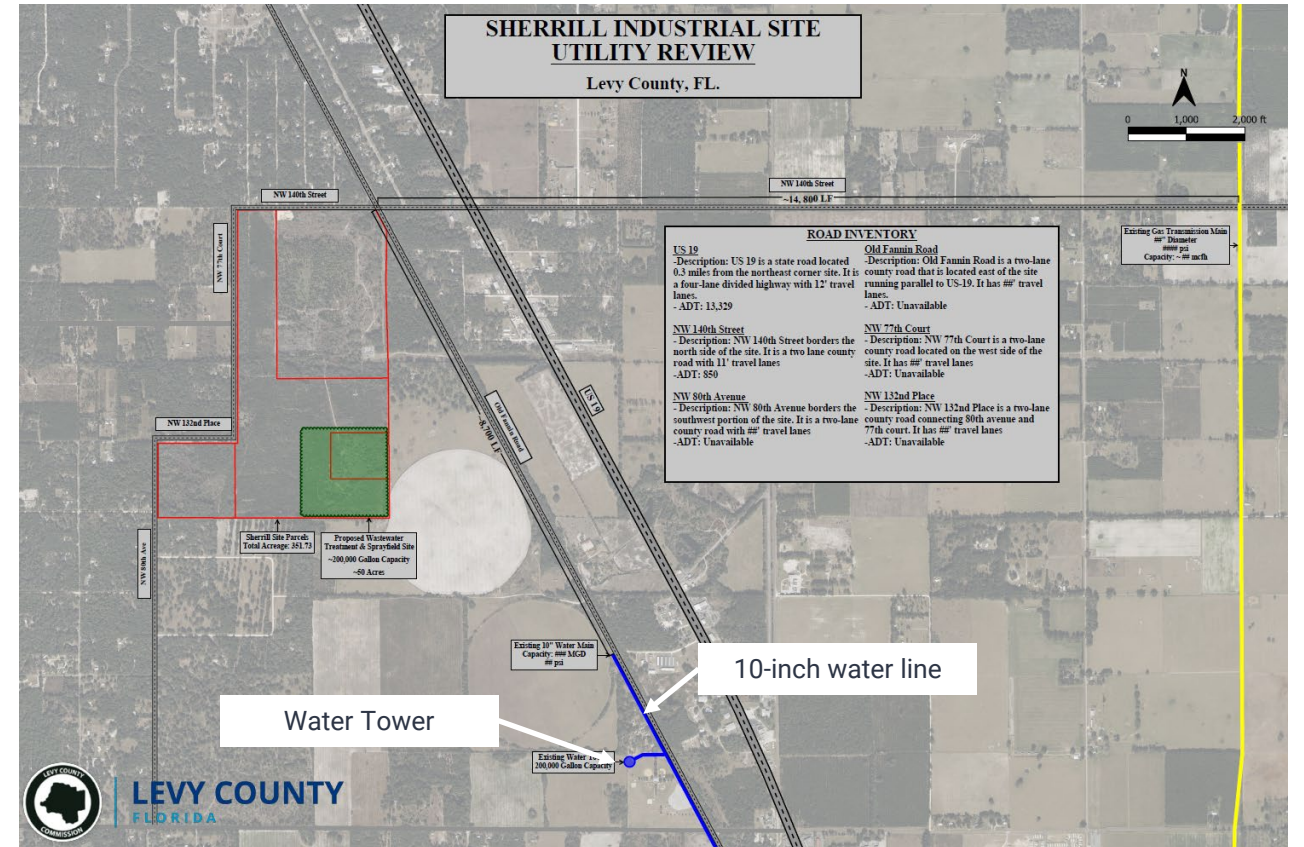 SHERRILL INDUSTRIAL SITE
UTILITY REVIEW
Levy County, FL.
N
0 1,000 2,000 ft
NW 140th Street
NW 140th Street
~14, 800 LF
NW 77th Court
Existing Gas Transmission Main
##" Diameter
#### psi
Capacity: ~ ## mcfh
ROAD INVENTORY
US 19
-Description: US 19 is a state road located
0.3 miles from the northeast corner site. It is
a four-lane divided highway with 12' travel
lanes.
- ADT: 13,329
NW 140th Street
- Description: NW 140th Street borders the
north side of the site. It is a two lane county
road with 11' travel lanes
-ADT: 850
NW 80th Avenue
- Description: NW 80th Avenue borders the
southwest portion of the site. It is a two-lane
county road with ##' travel lanes
-ADT: Unavailable
Old Fannin Road
-Description: Old Fannin Road is a two-lane
county road that is located east of the site
running parallel to US-19. It has ##' travel
lanes.
- ADT: Unavailable
NW 77th Court
- Description: NW 77th Court is a two-lane
county road located on the west side of the
site. It has ##' travel lanes
-ADT: Unavailable
NW 132nd Place
- Description: NW 132nd Place is a two-lane
county road connecting 80th avenue and
77th court. It has ##' travel lanes
-ADT: Unavailable
US 19
Old Fannin Road
~8,700 LF
NW 132nd Place
NW 80th Ave
Sherrill Site Parcels
Total Acreage: 351.73
Proposed Wastewater
Treatment & Sprayfield Site
~200,000 Gallon Capacity
~50 Acres
Existing 10" Water Main
Capacity: ### MGD
## psi
10-inch water line
Water Tower
Existing Water
200,000 Gallon Capacity
LEVY COUNTY
COMMISSION
LEVY COUNTY
FLORIDA